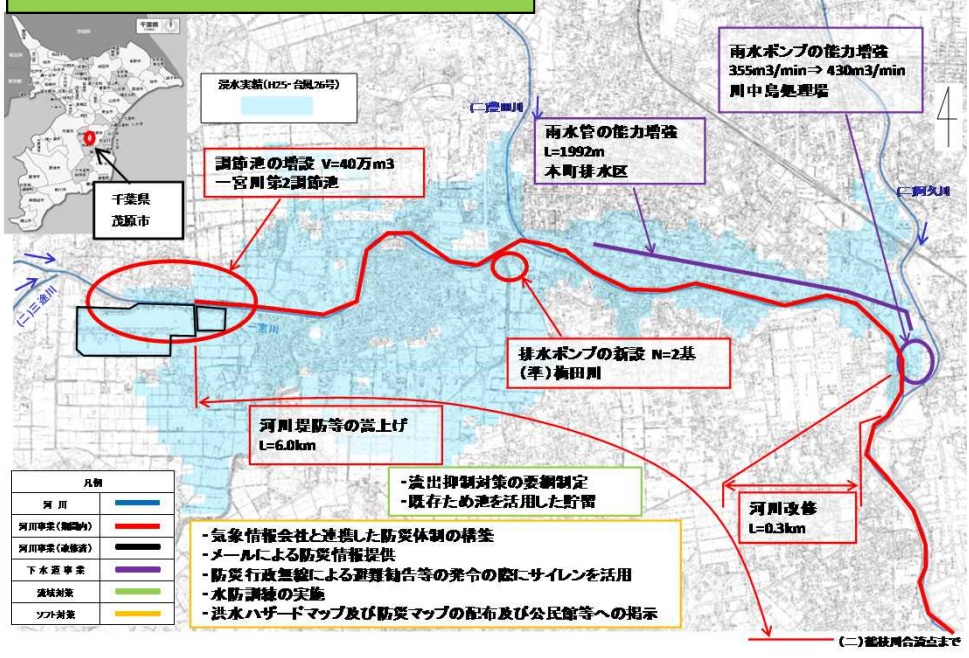 千葉県
浸水実績(H25・台風26号)
雨水ポンプの能力増強
355m3/min⇒ 430m3/min
川中島処理場
(二)豊田川
雨水管の能力増強
L=1992m
本町排水区
調節池の増設 V=40万m3
一宮川第2調節池
千葉県
茂原市
(二)阿久川
(二)三途川
一宮川
排水ポンプの新設 N=2基
(準)梅田川
河川堤防等の嵩上げ
L=6.0km
・流出抑制対策の要綱制定
・既存ため池を活用した貯留
河川改修
L=0.3km
凡例
河 川
河川事業(期間内)
河川事業(改修済)
下水道事業
流域対策
ソフト対策
・気象情報会社と連携した防災体制の構築
・メールによる防災情報提供
・防災行政無線による避難勧告等の発令の際にサイレンを活用
・水防訓練の実施
・洪水ハザードマップ及び防災マップの配布及び公民館等への掲示
(二)鶴枝川合流点まで